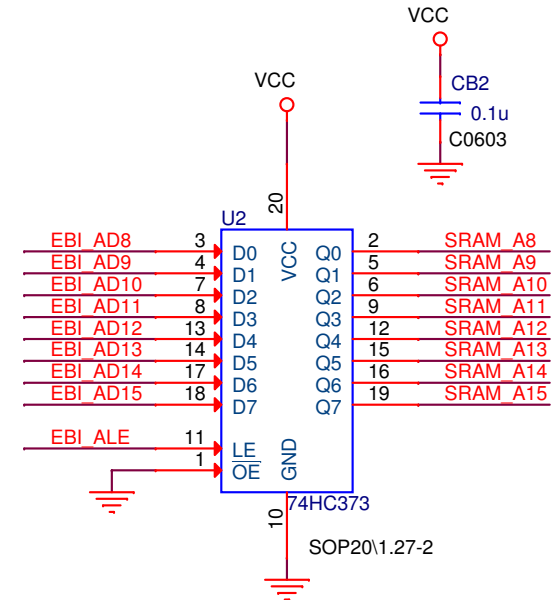 VCC
CB2
0.1u
C0603
VCC
20
U2
VCC
EBI_AD8 3 D0 Q0 2 SRAM_A8
EBI_AD9 4 D1 Q1 5 SRAM_A9
EBI_AD10 7 D2 Q2 6 SRAM_A10
EBI_AD11 8 D3 Q3 9 SRAM_A11
EBI_AD12 13 D4 Q4 12 SRAM_A12
EBI_AD13 14 D5 Q5 15 SRAM_A13
EBI_AD14 17 D6 Q6 16 SRAM_A14
EBI_AD15 18 D7 Q7 19 SRAM_A15
EBI_ALE 11 LE
1 OE
GND
10
74HC373
SOP20\1.27-2